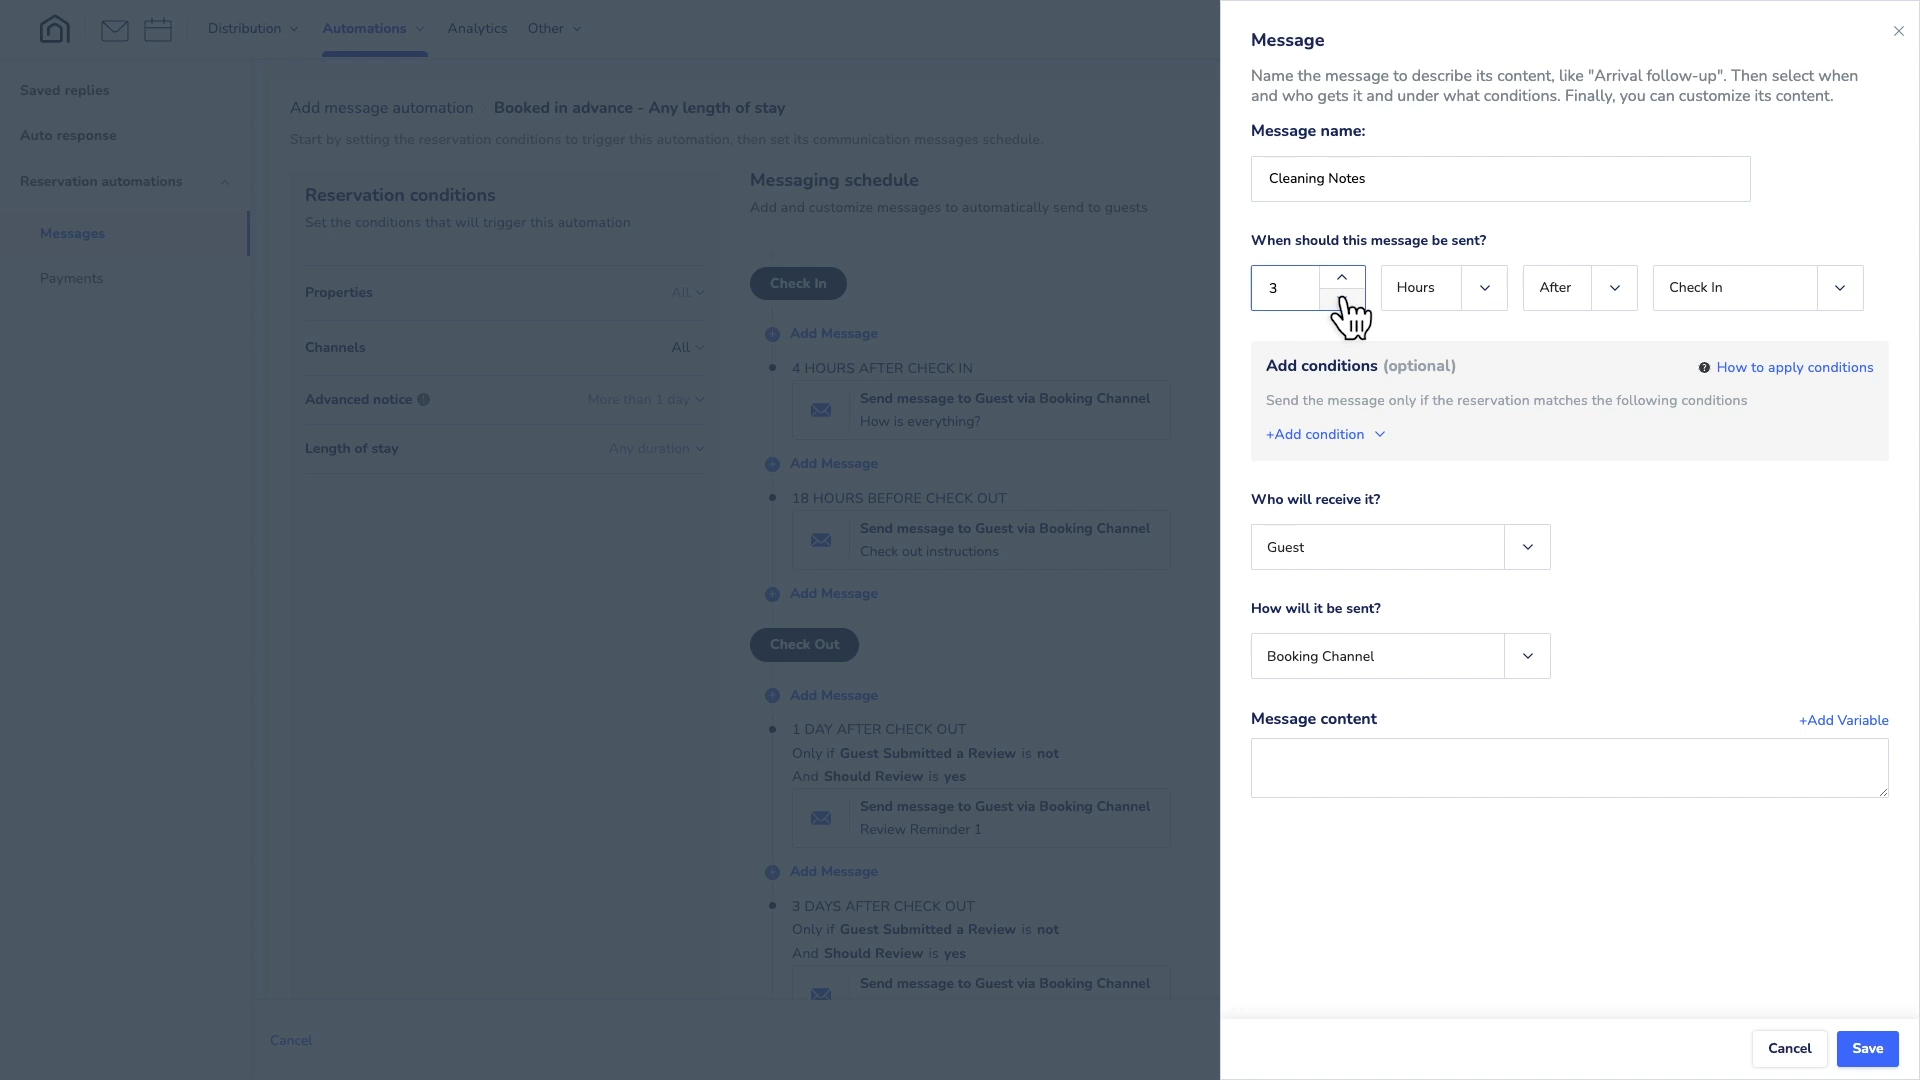 Distribution
Automations
Analytics
Other
Saved replies
Auto response
Reservation automations
Messages
Payments
Add message automation
Booked in advance - Any length of stay
Start by setting the reservation conditions to trigger this automation, then set its communication messages schedule.
Reservation conditions
Set the conditions that will trigger this automation
Properties All
Channels All
Advanced notice More than 1 day
Length of stay Any duration
Messaging schedule
Add and customize messages to automatically send to guests
Check In
Add Message
4 HOURS AFTER CHECK IN
Send message to Guest via Booking Channel
How is everything?
Add Message
18 HOURS BEFORE CHECK OUT
Send message to Guest via Booking Channel
Check out instructions
Add Message
Check Out
Add Message
1 DAY AFTER CHECK OUT
Only if Guest Submitted a Review is not
And Should Review is yes
Send message to Guest via Booking Channel
Review Reminder 1
Add Message
3 DAYS AFTER CHECK OUT
Only if Guest Submitted a Review is not
And Should Review is yes
Send message to Guest via Booking Channel
Cancel
Message
Name the message to describe its content, like "Arrival follow-up". Then select when
and who gets it and under what conditions. Finally, you can customize its content.
Message name:
Cleaning Notes
When should this message be sent?
3 Hours After Check In
Add conditions (optional)
? How to apply conditions
Send the message only if the reservation matches the following conditions
+Add condition
Who will receive it?
Guest
How will it be sent?
Booking Channel
Message content
+Add Variable
Cancel
Save